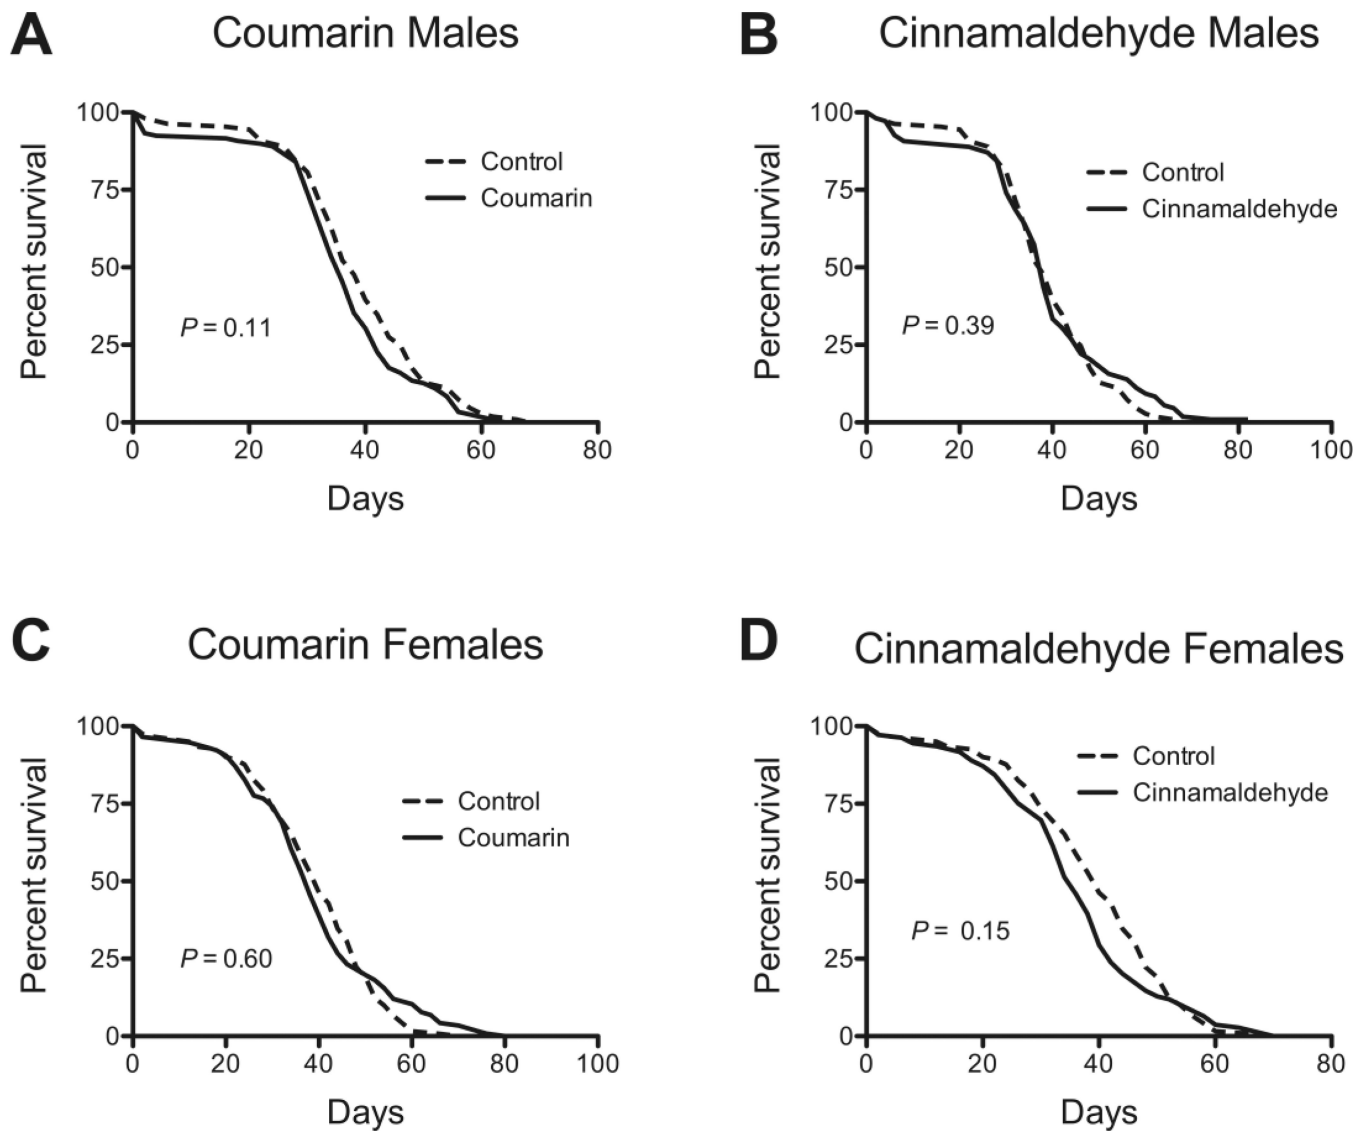 A Coumarin Males
100
75
50
25
0
Percent survival
Control
Coumarin
P = 0.11
0 20 40 60 80
Days
B Cinnamaldehyde Males
100
75
50
25
0
Percent survival
Control
Cinnamaldehyde
P = 0.39
0 20 40 60 80 100
Days
C Coumarin Females
100
75
50
25
0
Percent survival
Control
Coumarin
P = 0.60
0 20 40 60 80 100
Days
D Cinnamaldehyde Females
100
75
50
25
0
Percent survival
Control
Cinnamaldehyde
P = 0.15
0 20 40 60 80
Days